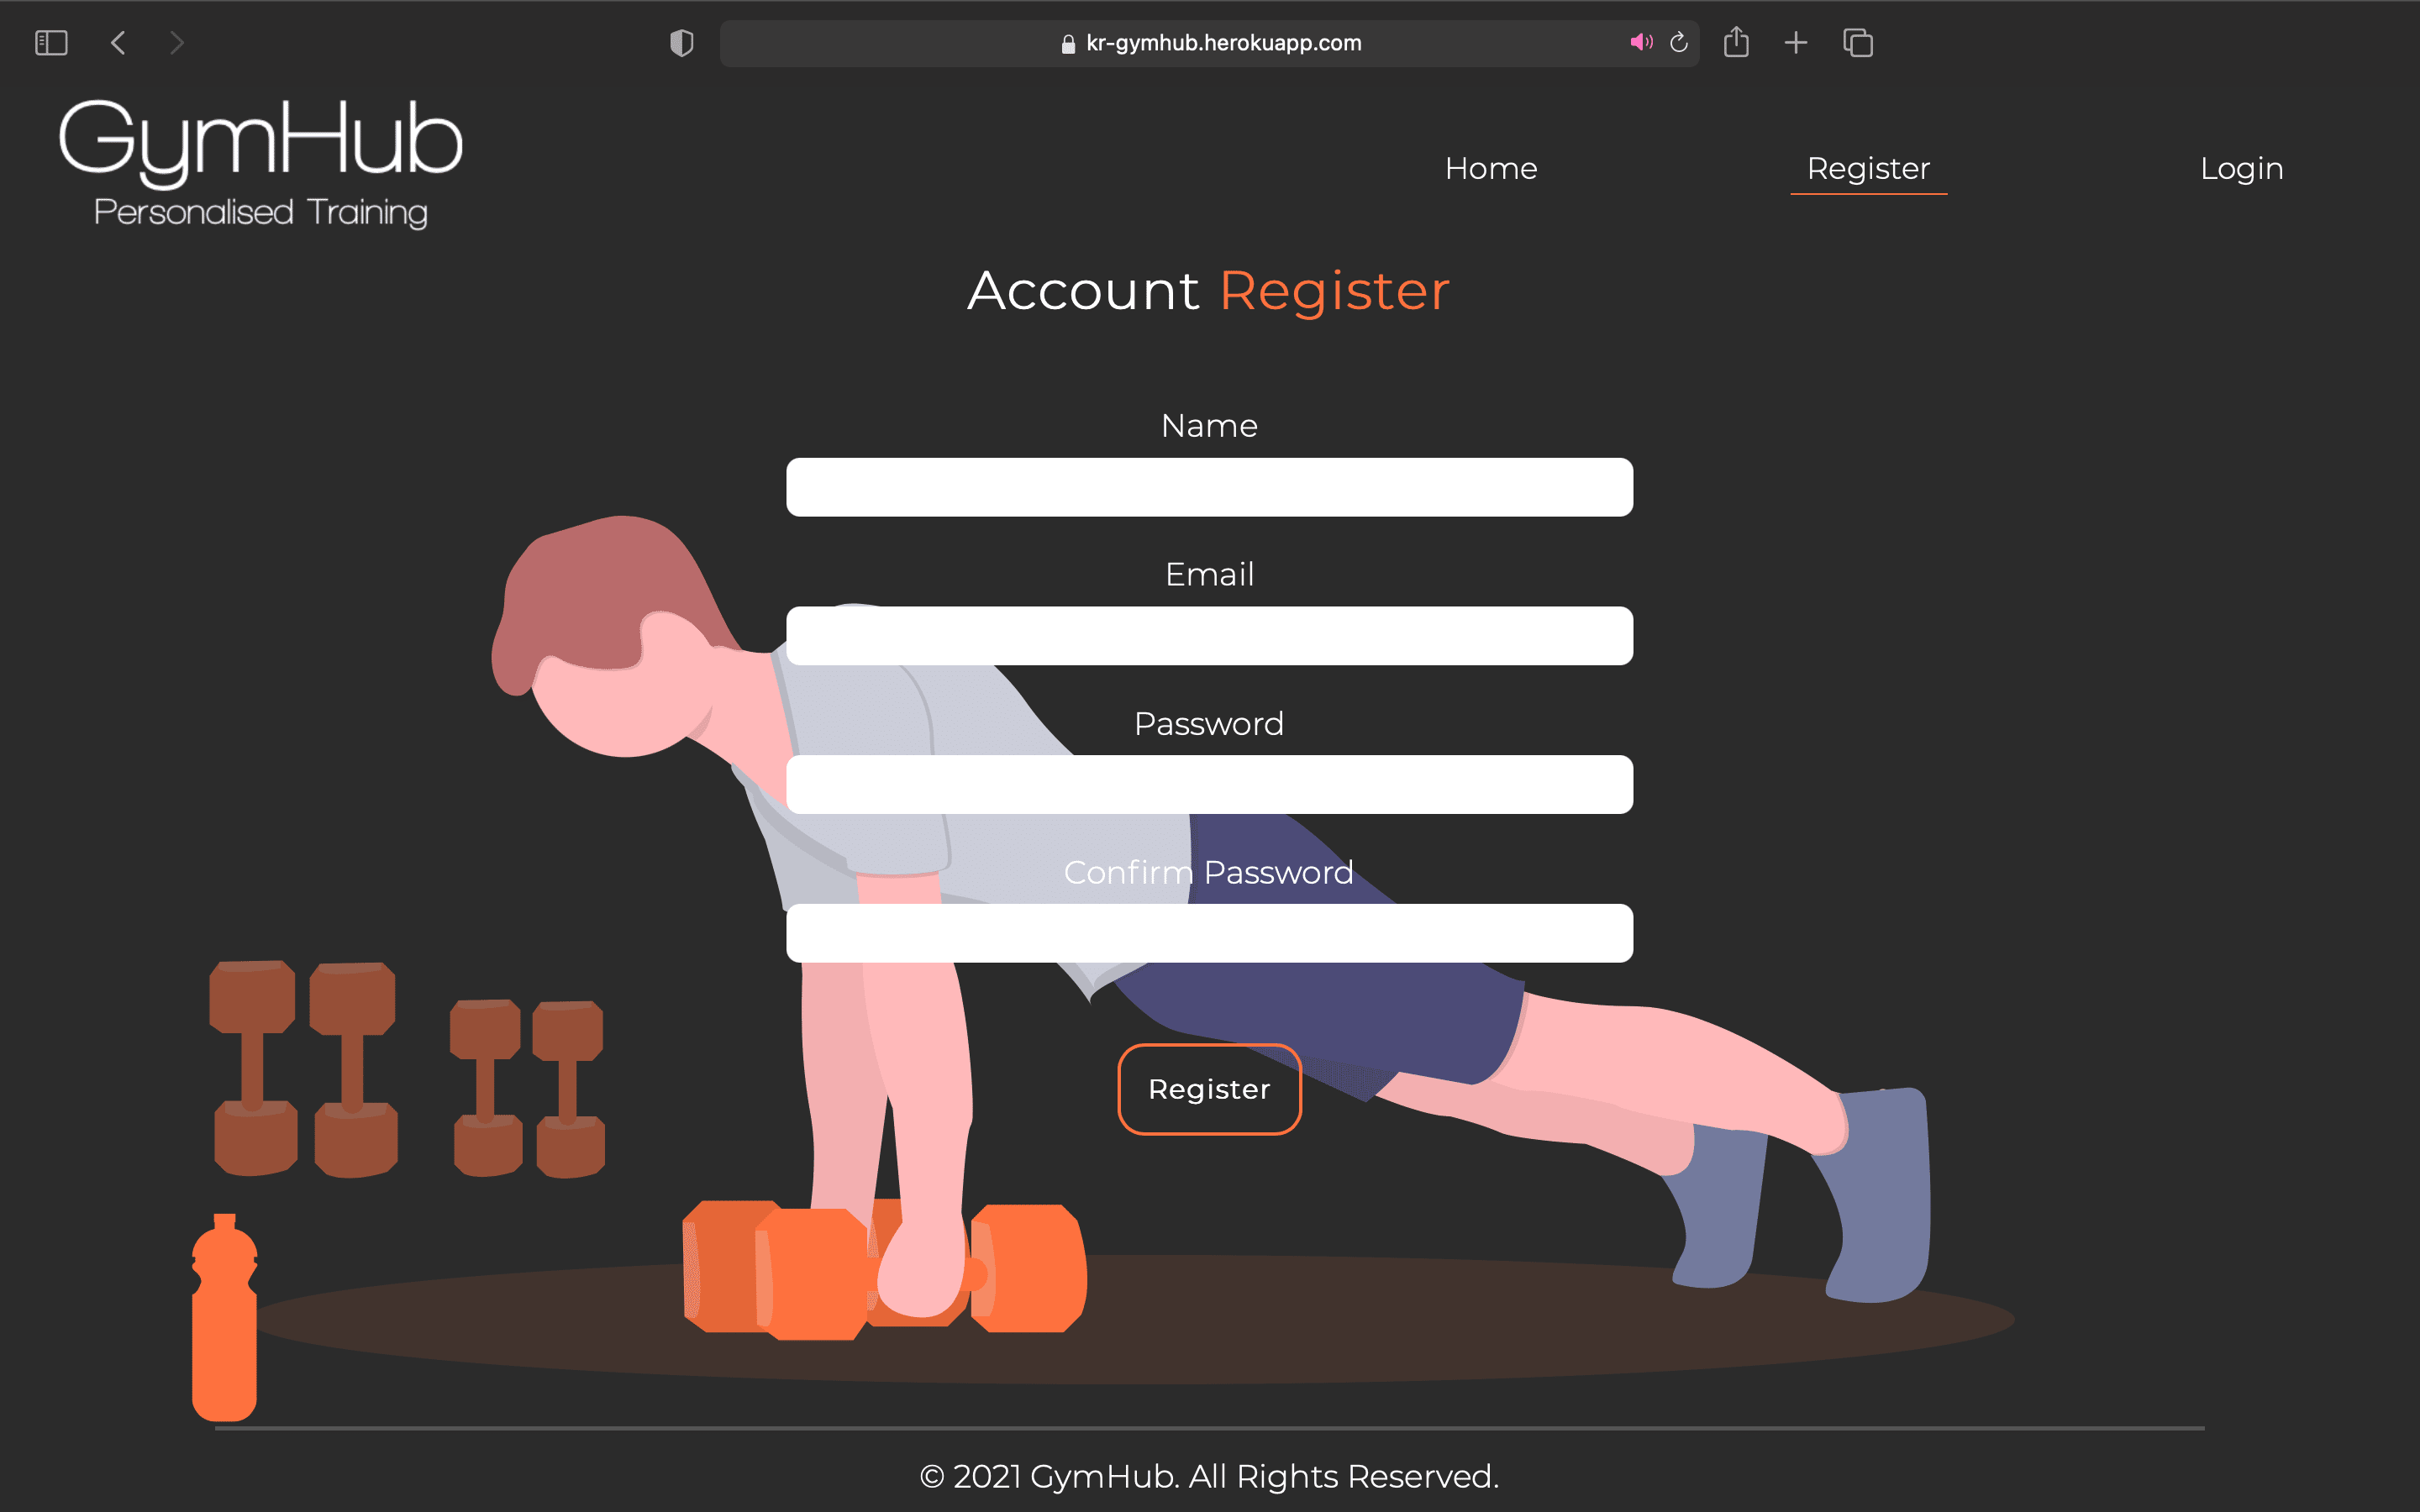 kr-gymhub.herokuapp.com
GymHub
Personalised Training
Home Register Login
Account Register
Name
Email
Password
Confirm Password
Register
© 2021 GymHub. All Rights Reserved.